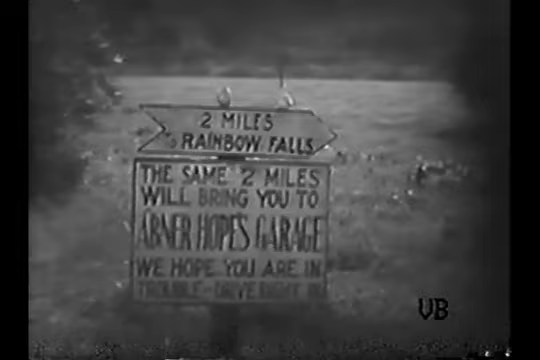 2 MILES
TO RAINBOW FALLS
THE SAME 2 MILES
WILL BRING YOU TO
ABNER HOPE'S GARAGE
WE HOPE YOU ARE IN
TROUBLE - DRIVE RIGHT IN
VB